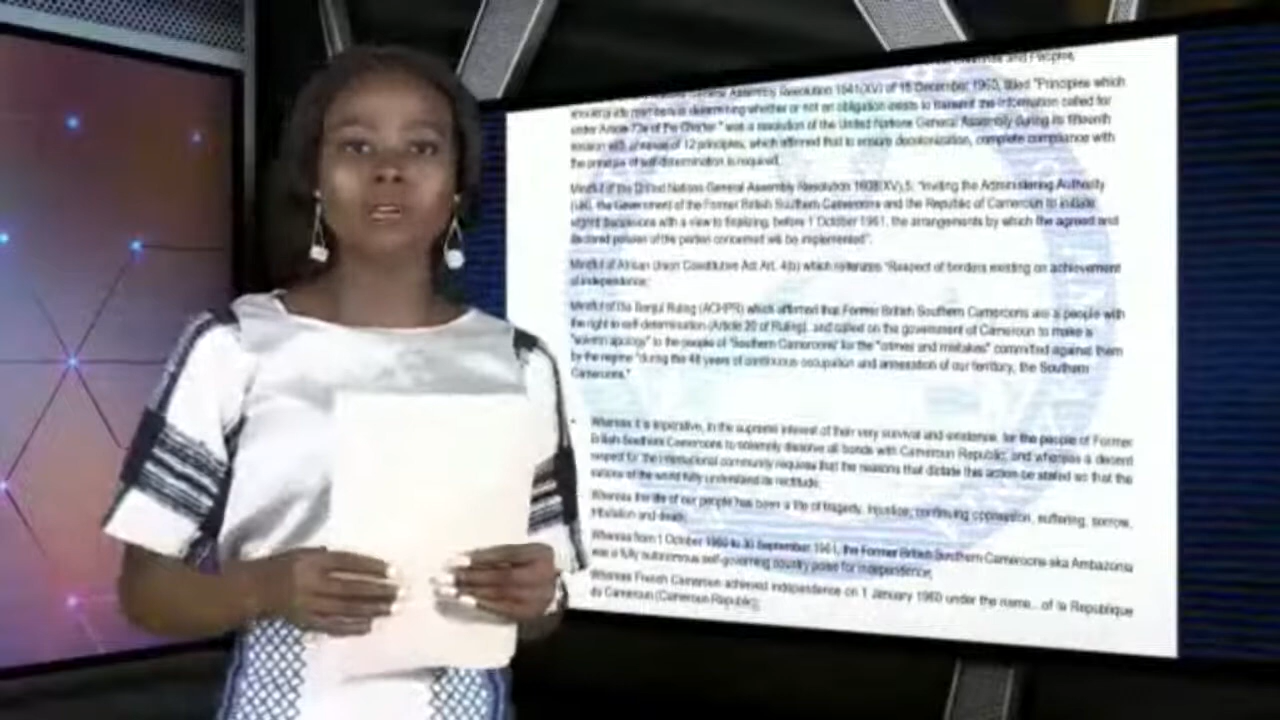 General Assembly Resolution 1541(XV) of 15 December 1960, titled "Principles which
should guide members in determining whether or not an obligation exists to transmit the information called for
under Article 73e of the Charter." was a resolution of the United Nations General Assembly during its fifteenth
session with annexe of 12 principles, which affirmed that to ensure decolonization, complete compliance with
the principle of self-determination is required.
Mindful of the United Nations General Assembly Resolution 1608(XV),5; "Inviting the Administering Authority
(UK), the Government of the Former British Southern Cameroons and the Republic of Cameroun to initiate
urgent discussions with a view to finalizing, before 1 October 1961, the arrangements by which the agreed and
declared policies of the parties concerned will be implemented".
Mindful of African Union Constitutive Act Art. 4(b) which reiterates "Respect of borders existing on achievement
of independence;
Mindful of the Banjul Ruling (ACHPR) which affirmed that Former British Southern Cameroons are a people with
the right to self-determination (Article 20 of Ruling), and called on the government of Cameroun to make a
"solemn apology" to the people of 'Southern Cameroons' for the "crimes and mistakes" committed against them
by the regime "during the 48 years of continuous occupation and annexation of our territory, the Southern
Cameroons."
Whereas it is imperative, in the supreme interest of their very survival and existence, for the people of Former
British Southern Cameroons to solemnly dissolve all bonds with Cameroun Republic; and whereas a decent
respect for the international community requires that the reasons that dictate this action be stated so that the
nations of the world fully understand its rectitude;
Whereas the life of our people has been a life of tragedy, injustice, continuing oppression, suffering, sorrow,
tribulation and death;
Whereas from 1 October 1960 to 30 September 1961, the Former British Southern Cameroons aka Ambazonia
was a fully autonomous self-governing country poised for independence;
Whereas French Cameroun achieved independence on 1 January 1960 under the name... of la Republique
du Cameroun (Cameroun Republic);